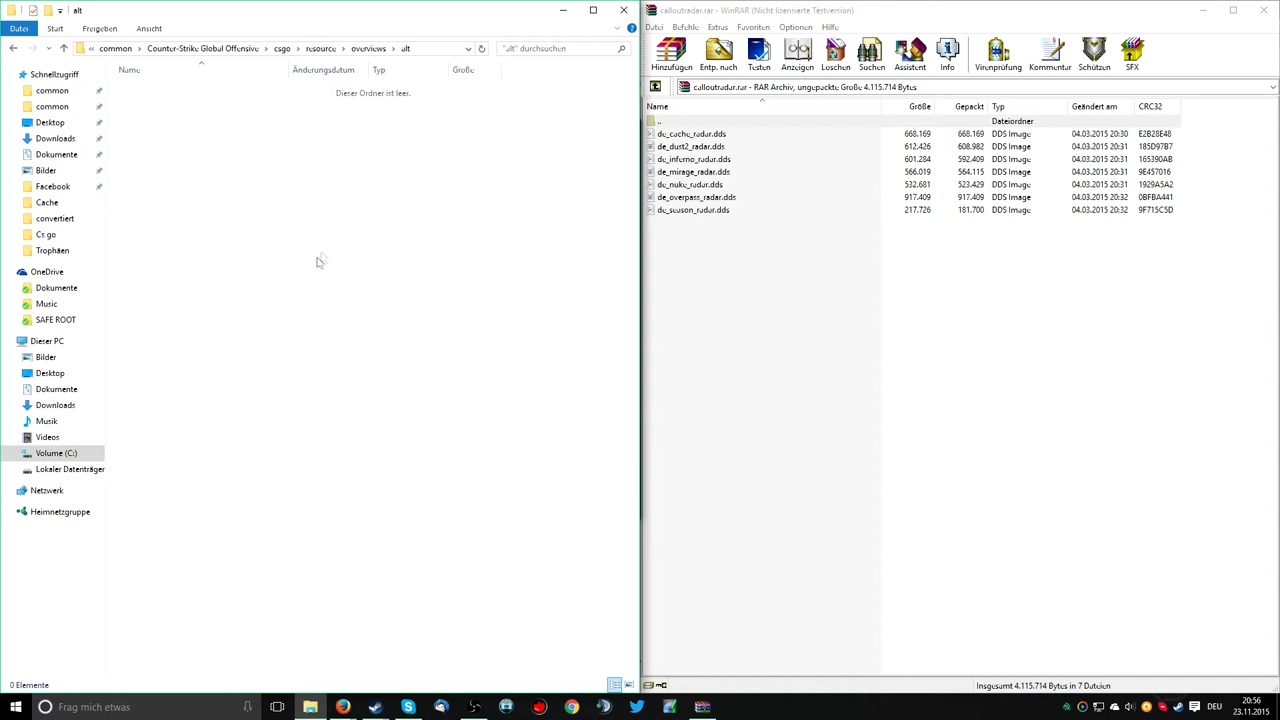 alt
Datei Start Freigeben Ansicht
« common › Counter-Strike Global Offensive › csgo › resource › overviews › alt
"alt" durchsuchen
Name Änderungsdatum Typ Größe
Dieser Ordner ist leer.
Schnellzugriff
common
common
Desktop
Downloads
Dokumente
Bilder
Facebook
Cache
convertiert
Cs go
Trophäen
OneDrive
Dokumente
Music
SAFE ROOT
Dieser PC
Bilder
Desktop
Dokumente
Downloads
Musik
Videos
Volume (C:)
Lokaler Datenträger
Netzwerk
Heimnetzgruppe
0 Elemente
calloutradar.rar - WinRAR (Nicht lizensierte Testversion)
Datei Befehle Extras Favoriten Optionen Hilfe
Hinzufügen Entp. nach Anzeigen Suchen Testen Löschen Assistent Info Virenprüfung Kommentar Schützen SFX
calloutradar.rar - RAR Archiv, ungepackte Größe 4.115.714 Bytes
Name Größe Gepackt Typ Geändert am CRC32
.. Dateiordner
de_cache_radar.dds 668.169 668.169 DDS Image 04.03.2015 20:30 E2B28E48
de_dust2_radar.dds 612.426 608.982 DDS Image 04.03.2015 20:31 185D97B7
de_inferno_radar.dds 601.284 592.409 DDS Image 04.03.2015 20:31 165390AB
de_mirage_radar.dds 566.019 564.115 DDS Image 04.03.2015 20:31 9E457016
de_nuke_radar.dds 532.681 523.429 DDS Image 04.03.2015 20:31 1929A5A2
de_overpass_radar.dds 917.409 917.409 DDS Image 04.03.2015 20:32 0BFBA441
de_season_radar.dds 217.726 181.700 DDS Image 04.03.2015 20:32 9F715C5D
Insgesamt 4.115.714 Bytes in 7 Dateien
Frag mich etwas
DEU
20:56
23.11.2015